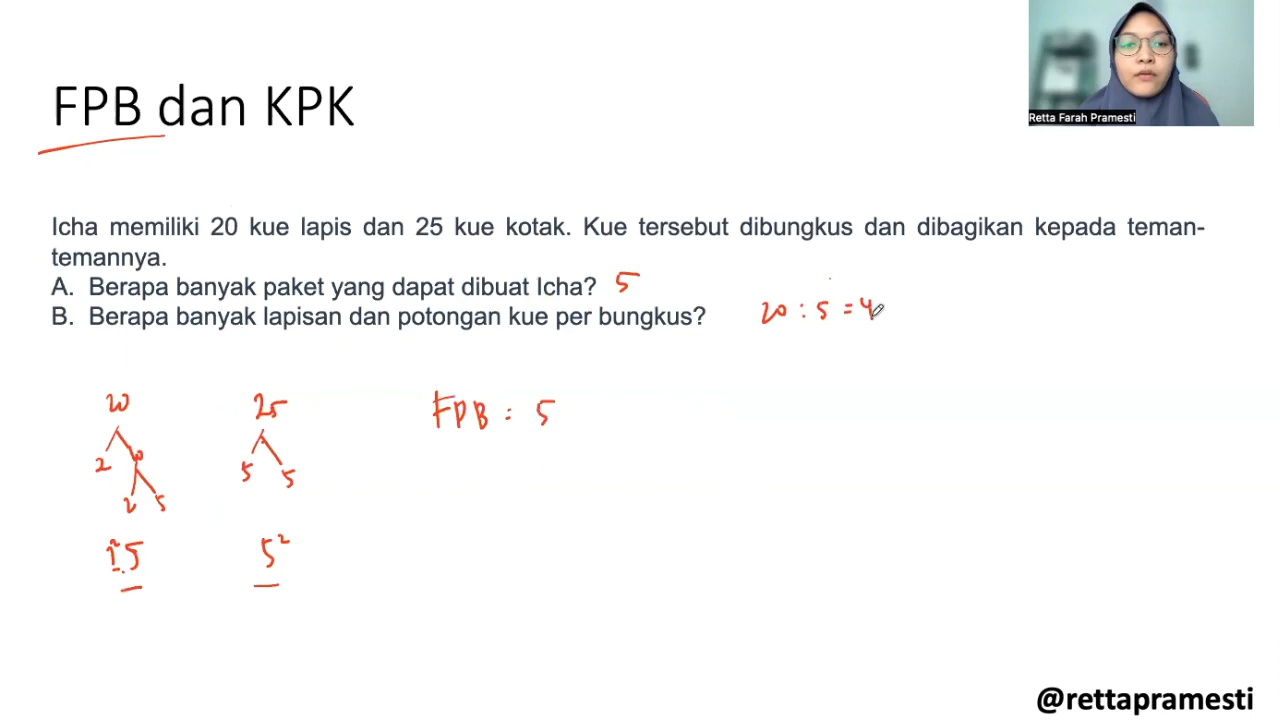 Retta Farah Pramesti
FPB dan KPK
Icha memiliki 20 kue lapis dan 25 kue kotak. Kue tersebut dibungkus dan dibagikan kepada teman-
temannya.
A. Berapa banyak paket yang dapat dibuat Icha? 5
B. Berapa banyak lapisan dan potongan kue per bungkus? 20 : 5 = 4
20 25 FPB : 5
2 10 5 5
2 5
5 5²
@rettapramesti